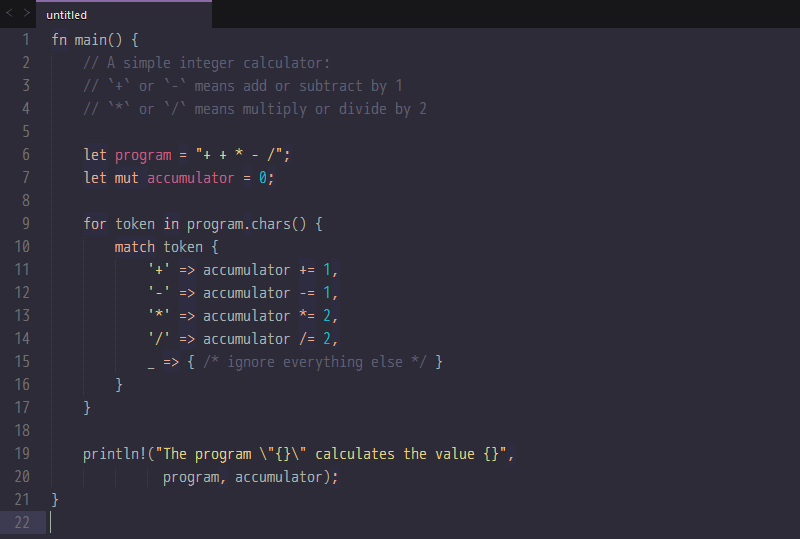 < > untitled
1 fn main() {
2     // A simple integer calculator:
3     // `+` or `-` means add or subtract by 1
4     // `*` or `/` means multiply or divide by 2
5
6     let program = "+ + * - /";
7     let mut accumulator = 0;
8
9     for token in program.chars() {
10         match token {
11             '+' => accumulator += 1,
12             '-' => accumulator -= 1,
13             '*' => accumulator *= 2,
14             '/' => accumulator /= 2,
15             _ => { /* ignore everything else */ }
16         }
17     }
18
19     println!("The program \"{}\" calculates the value {}",
20               program, accumulator);
21 }
22